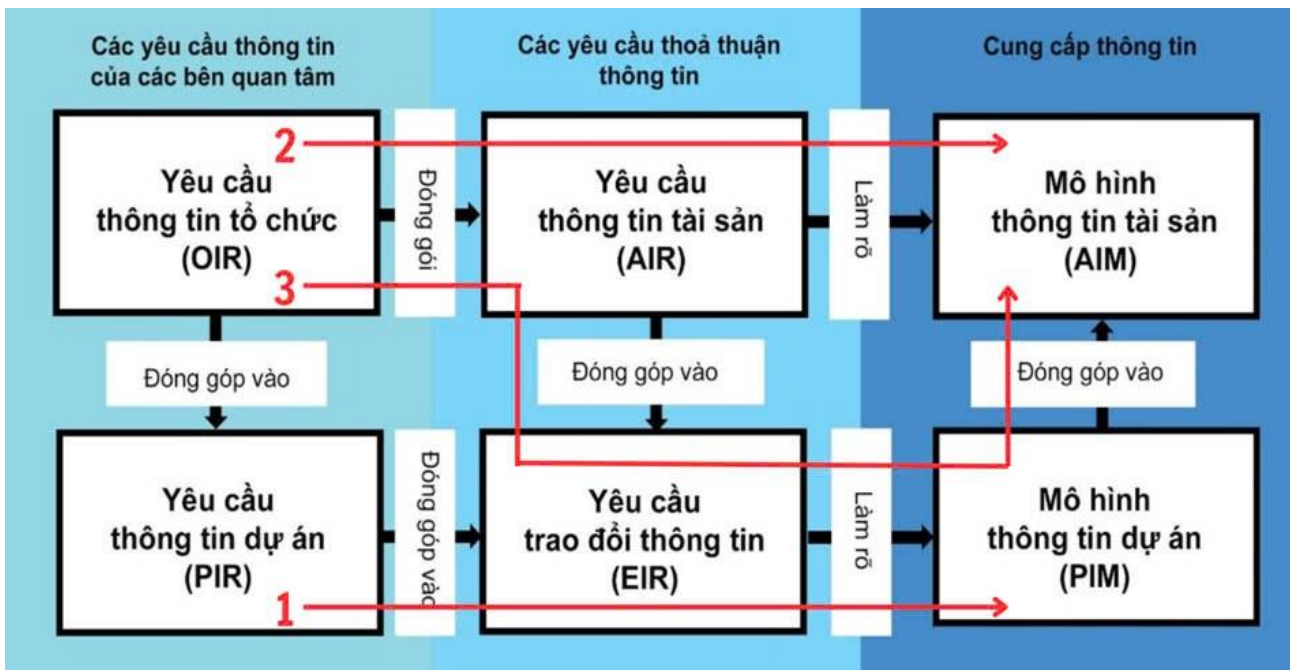 Các yêu cầu thông tin
của các bên quan tâm
Các yêu cầu thoả thuận
thông tin
Cung cấp thông tin
2
Yêu cầu
thông tin tổ chức
(OIR)
3
Đóng gói
Yêu cầu
thông tin tài sản
(AIR)
Làm rõ
Mô hình
thông tin tài sản
(AIM)
Đóng góp vào
Đóng góp vào
Đóng góp vào
Yêu cầu
thông tin dự án
(PIR)
1
Đóng góp vào
Yêu cầu
trao đổi thông tin
(EIR)
Làm rõ
Mô hình
thông tin dự án
(PIM)